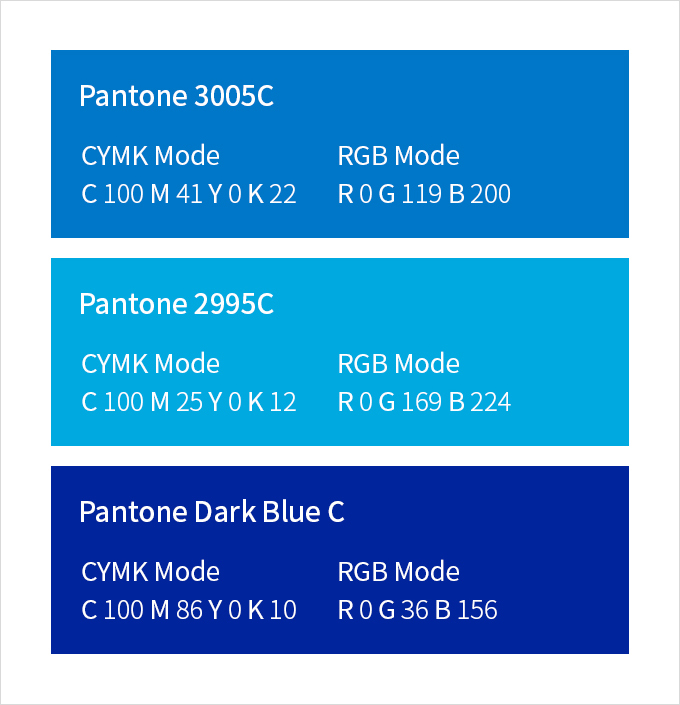 Pantone 3005C
CYMK Mode
C 100 M 41 Y 0 K 22
RGB Mode
R 0 G 119 B 200
Pantone 2995C
CYMK Mode
C 100 M 25 Y 0 K 12
RGB Mode
R 0 G 169 B 224
Pantone Dark Blue C
CYMK Mode
C 100 M 86 Y 0 K 10
RGB Mode
R 0 G 36 B 156